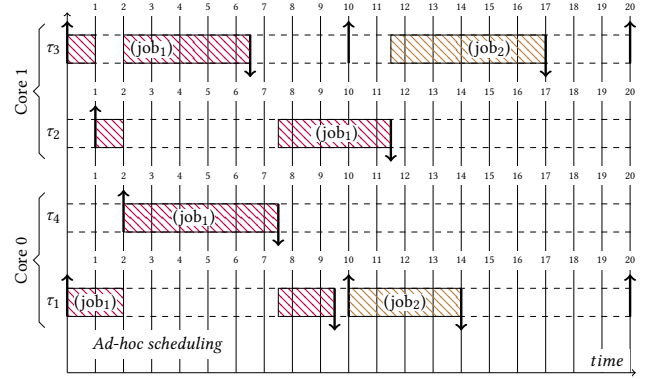 1 2 3 4 5 6 7 8 9 10 11 12 13 14 15 16 17 18 19 20
Core 1
τ3 (job1) (job2)
1 2 3 4 5 6 7 8 9 10 11 12 13 14 15 16 17 18 19 20
τ2 (job1)
1 2 3 4 5 6 7 8 9 10 11 12 13 14 15 16 17 18 19 20
Core 0
τ4 (job1)
1 2 3 4 5 6 7 8 9 10 11 12 13 14 15 16 17 18 19 20
τ1 (job1) (job2)
Ad-hoc scheduling
time